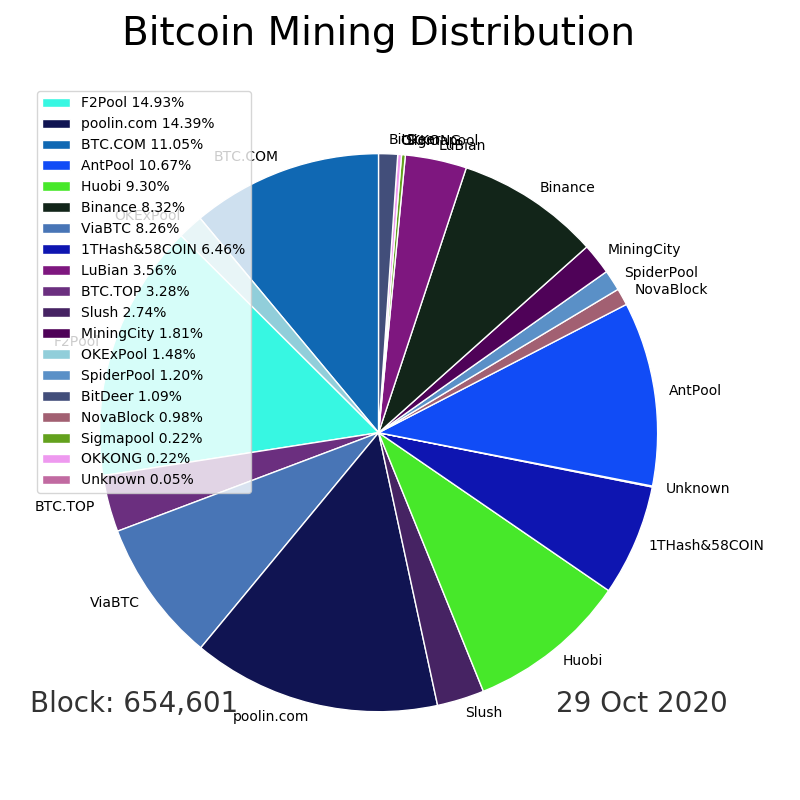 Bitcoin Mining Distribution
F2Pool 14.93%
poolin.com 14.39%
BTC.COM 11.05%
AntPool 10.67%
Huobi 9.30%
Binance 8.32%
ViaBTC 8.26%
1THash&58COIN 6.46%
LuBian 3.56%
BTC.TOP 3.28%
Slush 2.74%
MiningCity 1.81%
OKExPool 1.48%
SpiderPool 1.20%
BitDeer 1.09%
NovaBlock 0.98%
Sigmapool 0.22%
OKKONG 0.22%
Unknown 0.05%
BitDeer
OKKONG
Sigmapool
LuBian
BTC.COM
Binance
OKExPool
MiningCity
SpiderPool
NovaBlock
F2Pool
AntPool
Unknown
BTC.TOP
1THash&58COIN
ViaBTC
Huobi
Slush
poolin.com
Block: 654,601
29 Oct 2020